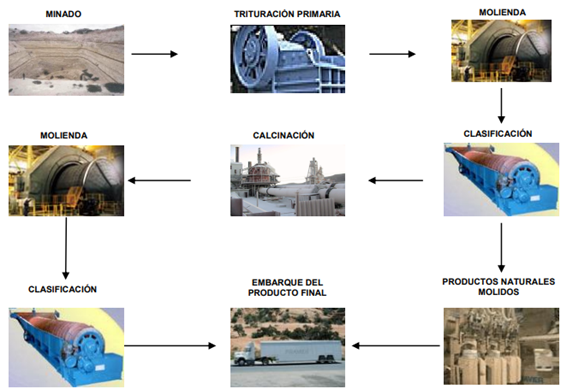 MINADO
TRITURACIÓN PRIMARIA
MOLIENDA
MOLIENDA
CALCINACIÓN
CLASIFICACIÓN
CLASIFICACIÓN
EMBARQUE DEL
PRODUCTO FINAL
PRODUCTOS NATURALES
MOLIDOS